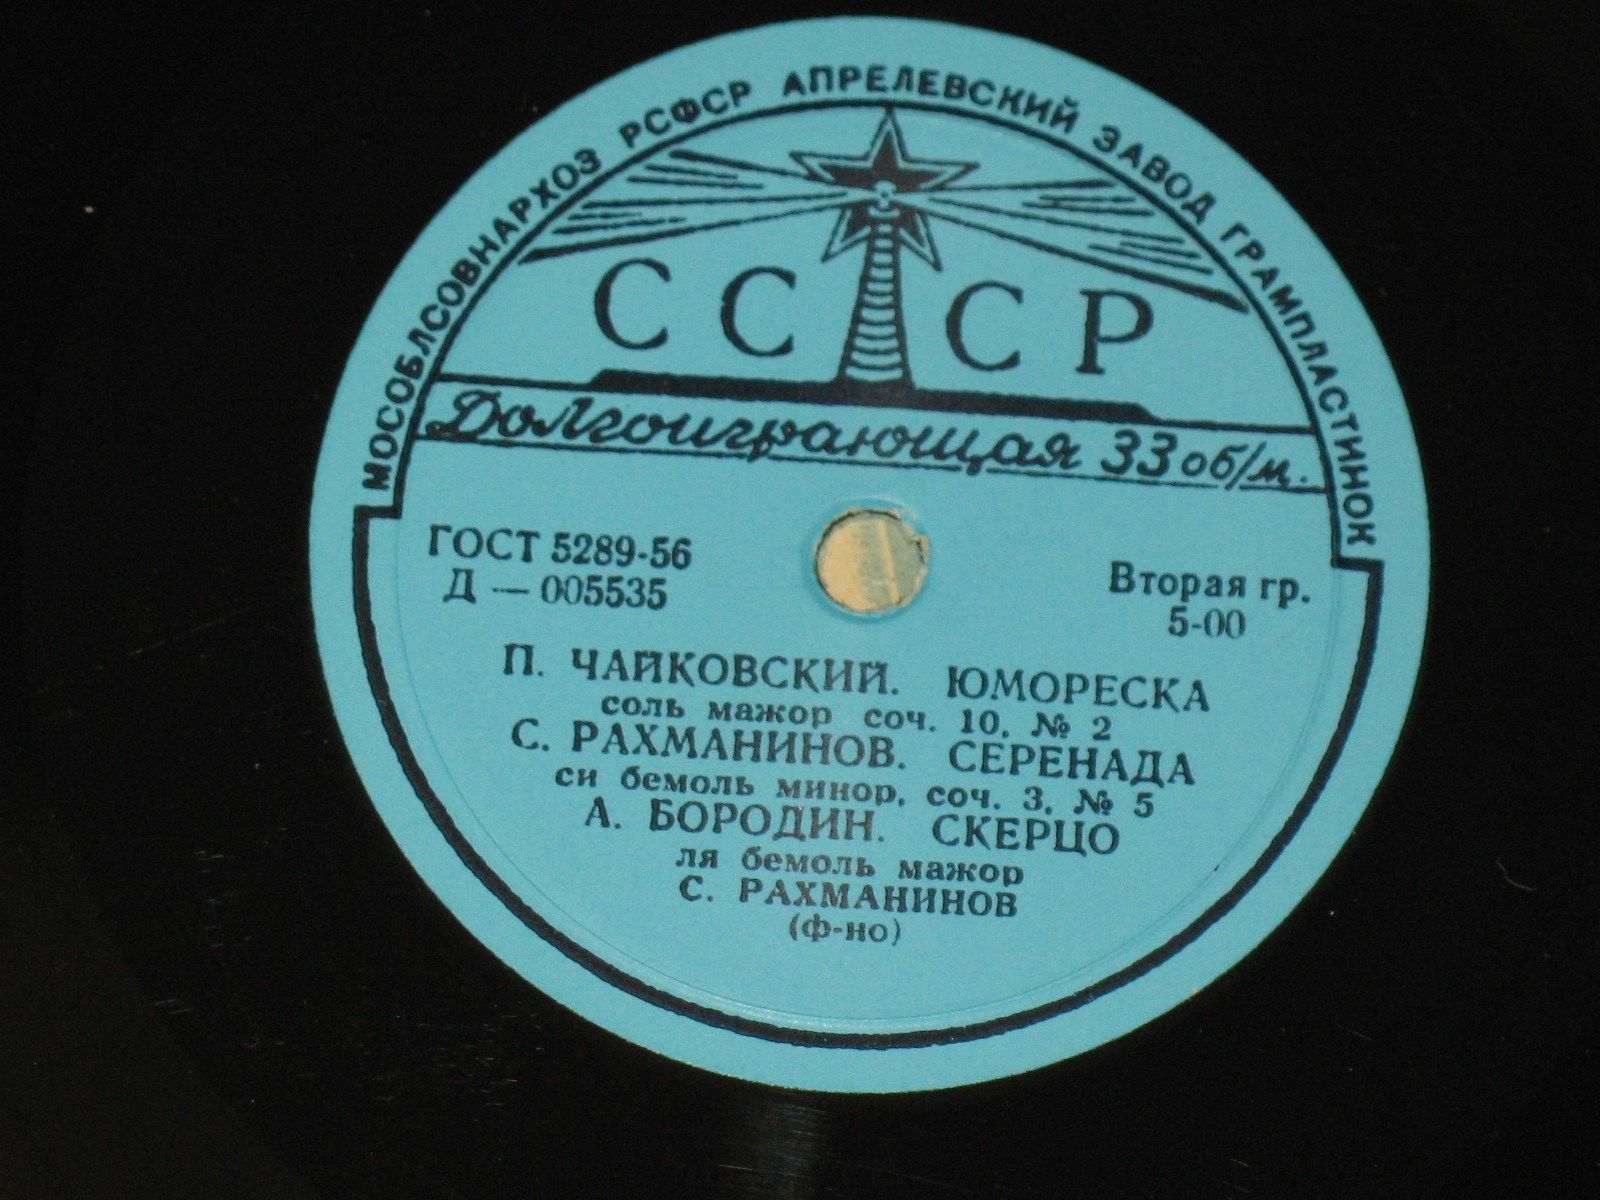 МОСОБЛСОВНАРХОЗ РСФСР АПРЕЛЕВСКИЙ ЗАВОД ГРАМПЛАСТИНОК
СССР
Долгоиграющая 33 об/м.
ГОСТ 5289-56
Д — 005535
Вторая гр.
5-00
П. ЧАЙКОВСКИЙ. ЮМОРЕСКА
соль мажор соч. 10, № 2
С. РАХМАНИНОВ. СЕРЕНАДА
си бемоль минор, соч. 3, № 5
А. БОРОДИН. СКЕРЦО
ля бемоль мажор
С. РАХМАНИНОВ
(ф-но)